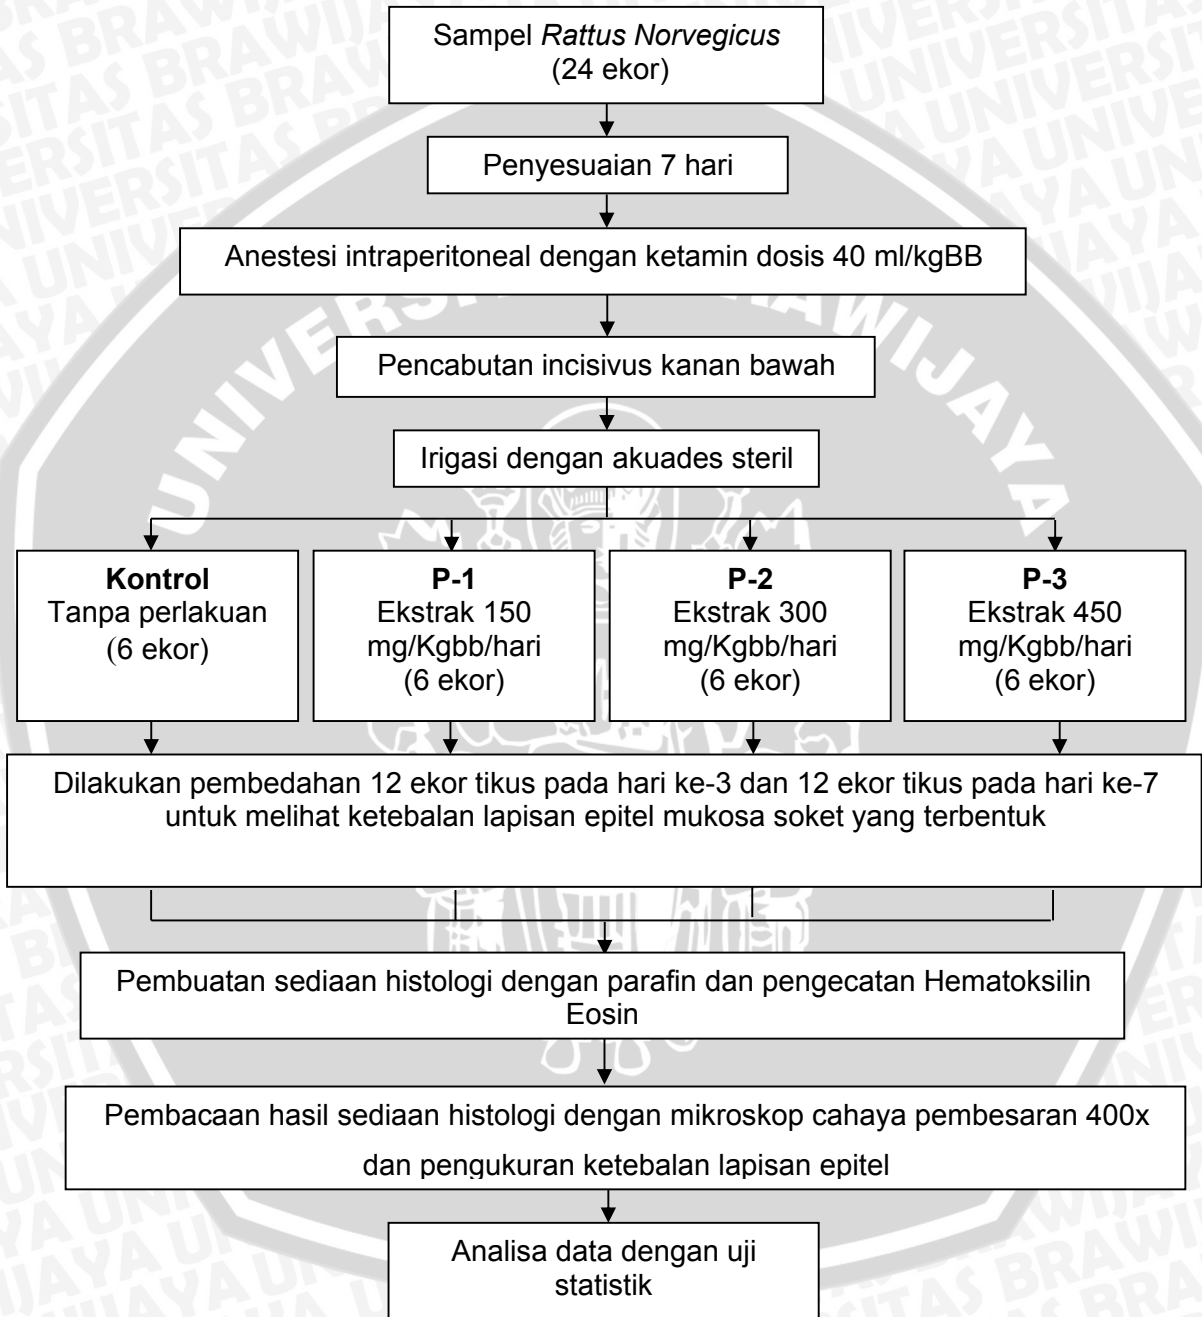 Sampel Rattus Norvegicus
(24 ekor)
Penyesuaian 7 hari
Anestesi intraperitoneal dengan ketamin dosis 40 ml/kgBB
Pencabutan incisivus kanan bawah
Irigasi dengan akuades steril
Kontrol
Tanpa perlakuan
(6 ekor)
P-1
Ekstrak 150
mg/Kgbb/hari
(6 ekor)
P-2
Ekstrak 300
mg/Kgbb/hari
(6 ekor)
P-3
Ekstrak 450
mg/Kgbb/hari
(6 ekor)
Dilakukan pembedahan 12 ekor tikus pada hari ke-3 dan 12 ekor tikus pada hari ke-7
untuk melihat ketebalan lapisan epitel mukosa soket yang terbentuk
Pembuatan sediaan histologi dengan parafin dan pengecatan Hematoksilin
Eosin
Pembacaan hasil sediaan histologi dengan mikroskop cahaya pembesaran 400x
dan pengukuran ketebalan lapisan epitel
Analisa data dengan uji
statistik